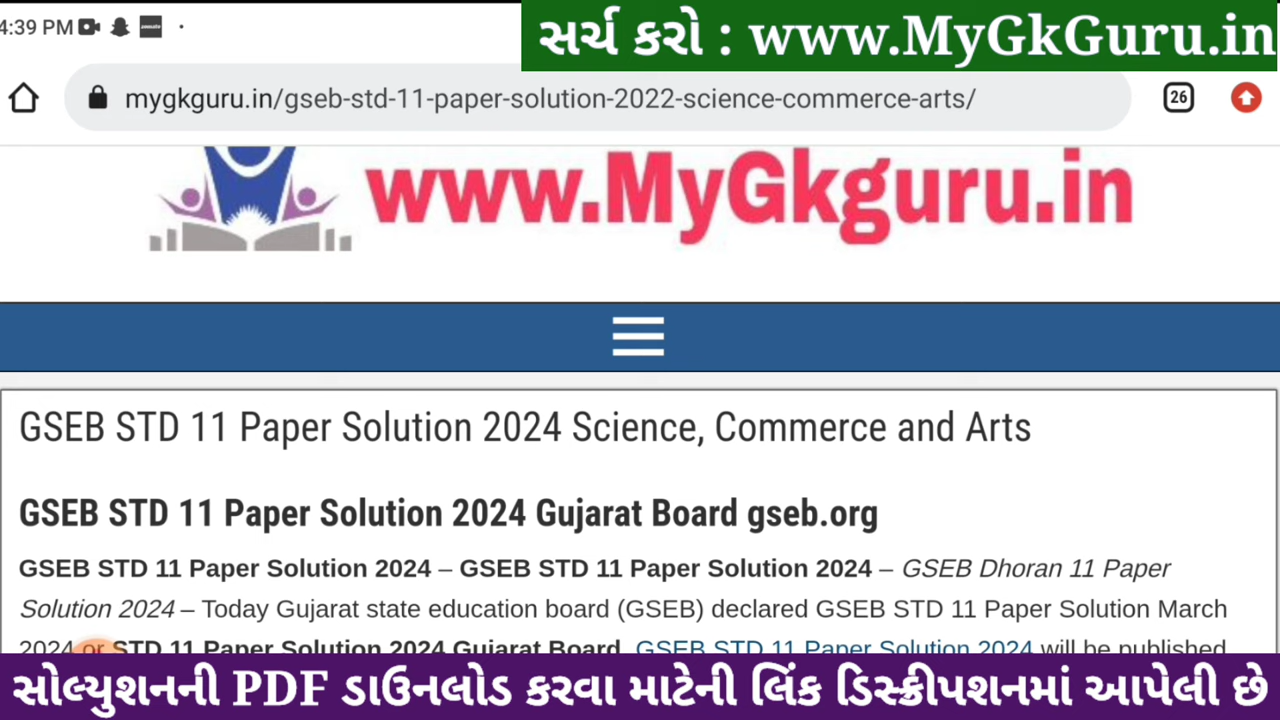 4:39 PM
સર્ચ કરો : www.MyGkGuru.in
mygkguru.in/gseb-std-11-paper-solution-2022-science-commerce-arts/
26
www.MyGkguru.in
GSEB STD 11 Paper Solution 2024 Science, Commerce and Arts
GSEB STD 11 Paper Solution 2024 Gujarat Board gseb.org
GSEB STD 11 Paper Solution 2024 – GSEB STD 11 Paper Solution 2024 – GSEB Dhoran 11 Paper
Solution 2024 – Today Gujarat state education board (GSEB) declared GSEB STD 11 Paper Solution March
2024 or STD 11 Paper Solution 2024 Gujarat Board. GSEB STD 11 Paper Solution 2024 will be published
સોલ્યુશનની PDF ડાઉનલોડ કરવા માટેની લિંક ડિસ્ક્રીપશનમાં આપેલી છે